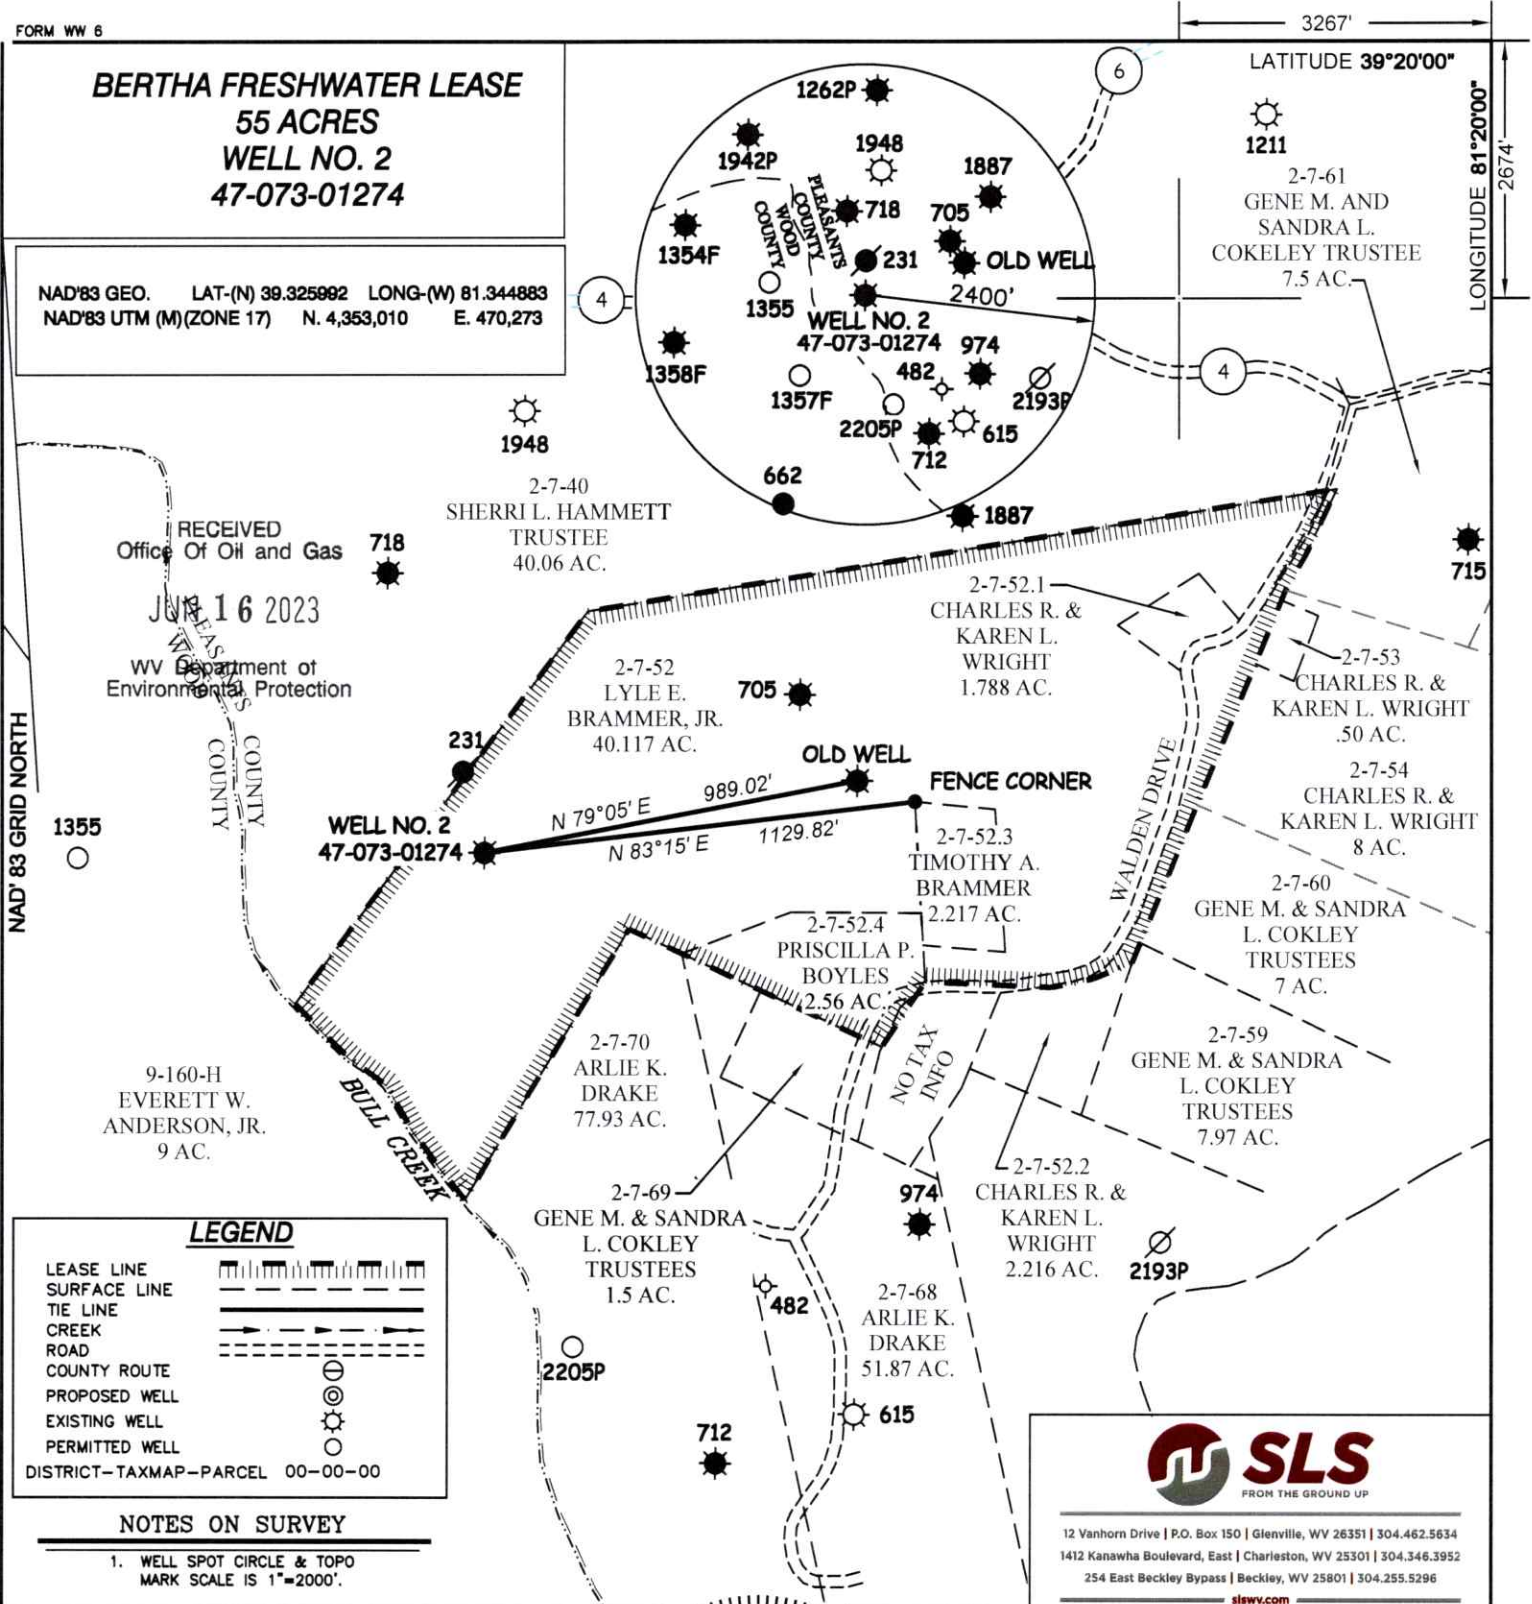 FORM WW 6
3267'
BERTHA FRESHWATER LEASE
55 ACRES
WELL NO. 2
47-073-01274
NAD'83 GEO. LAT-(N) 39.325992 LONG-(W) 81.344883
NAD'83 UTM (M)(ZONE 17) N. 4,353,010 E. 470,273
LATITUDE 39°20'00"
LONGITUDE 81°20'00"
2674'
6
4
4
1262P
1942P
1948
1887
718
705
1354F
PLEASANTS
COUNTY
WOOD
COUNTY
231
OLD WELL
1355
2400'
WELL NO. 2
47-073-01274
974
1358F
482
1357F
2193P
2205P
615
712
662
1887
1211
2-7-61
GENE M. AND
SANDRA L.
COKELEY TRUSTEE
7.5 AC.
1948
2-7-40
SHERRI L. HAMMETT
TRUSTEE
40.06 AC.
RECEIVED
Office Of Oil and Gas
JUN 16 2023
WV Department of
Environmental Protection
PLEASANTS
WOOD
COUNTY
COUNTY
718
715
2-7-52.1
CHARLES R. &
KAREN L.
WRIGHT
1.788 AC.
2-7-52
LYLE E.
BRAMMER, JR.
40.117 AC.
705
2-7-53
CHARLES R. &
KAREN L. WRIGHT
.50 AC.
231
OLD WELL
FENCE CORNER
N 79°05' E 989.02'
N 83°15' E 1129.82'
WELL NO. 2
47-073-01274
WALDEN DRIVE
2-7-54
CHARLES R. &
KAREN L. WRIGHT
8 AC.
NAD'83 GRID NORTH
1355
2-7-52.3
TIMOTHY A.
BRAMMER
2.217 AC.
2-7-60
GENE M. & SANDRA
L. COKLEY
TRUSTEES
7 AC.
2-7-52.4
PRISCILLA P.
BOYLES
2.56 AC.
2-7-70
ARLIE K.
DRAKE
77.93 AC.
NO TAX
INFO
2-7-59
GENE M. & SANDRA
L. COKLEY
TRUSTEES
7.97 AC.
9-160-H
EVERETT W.
ANDERSON, JR.
9 AC.
BULL CREEK
2-7-69
GENE M. & SANDRA
L. COKLEY
TRUSTEES
1.5 AC.
974
2-7-52.2
CHARLES R. &
KAREN L.
WRIGHT
2.216 AC.
2193P
482
2-7-68
ARLIE K.
DRAKE
51.87 AC.
2205P
615
712
LEGEND
LEASE LINE
SURFACE LINE
TIE LINE
CREEK
ROAD
COUNTY ROUTE
PROPOSED WELL
EXISTING WELL
PERMITTED WELL
DISTRICT-TAXMAP-PARCEL 00-00-00
NOTES ON SURVEY
1. WELL SPOT CIRCLE & TOPO
MARK SCALE IS 1"=2000'.
SLS
FROM THE GROUND UP
12 Vanhorn Drive | P.O. Box 150 | Glenville, WV 26351 | 304.462.5634
1412 Kanawha Boulevard, East | Charleston, WV 25301 | 304.346.3952
254 East Beckley Bypass | Beckley, WV 25801 | 304.255.5296
slswv.com